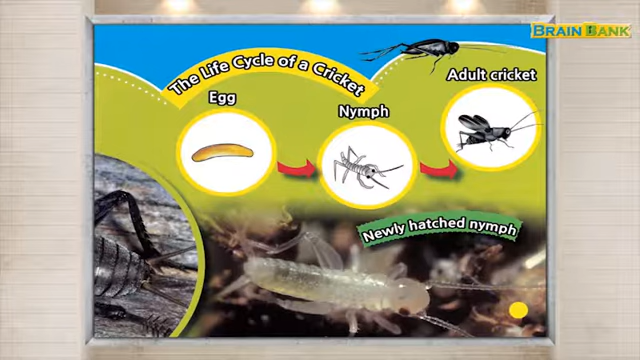 BRAIN BANK
The Life Cycle of a Cricket
Egg
Nymph
Adult cricket
Newly hatched nymph